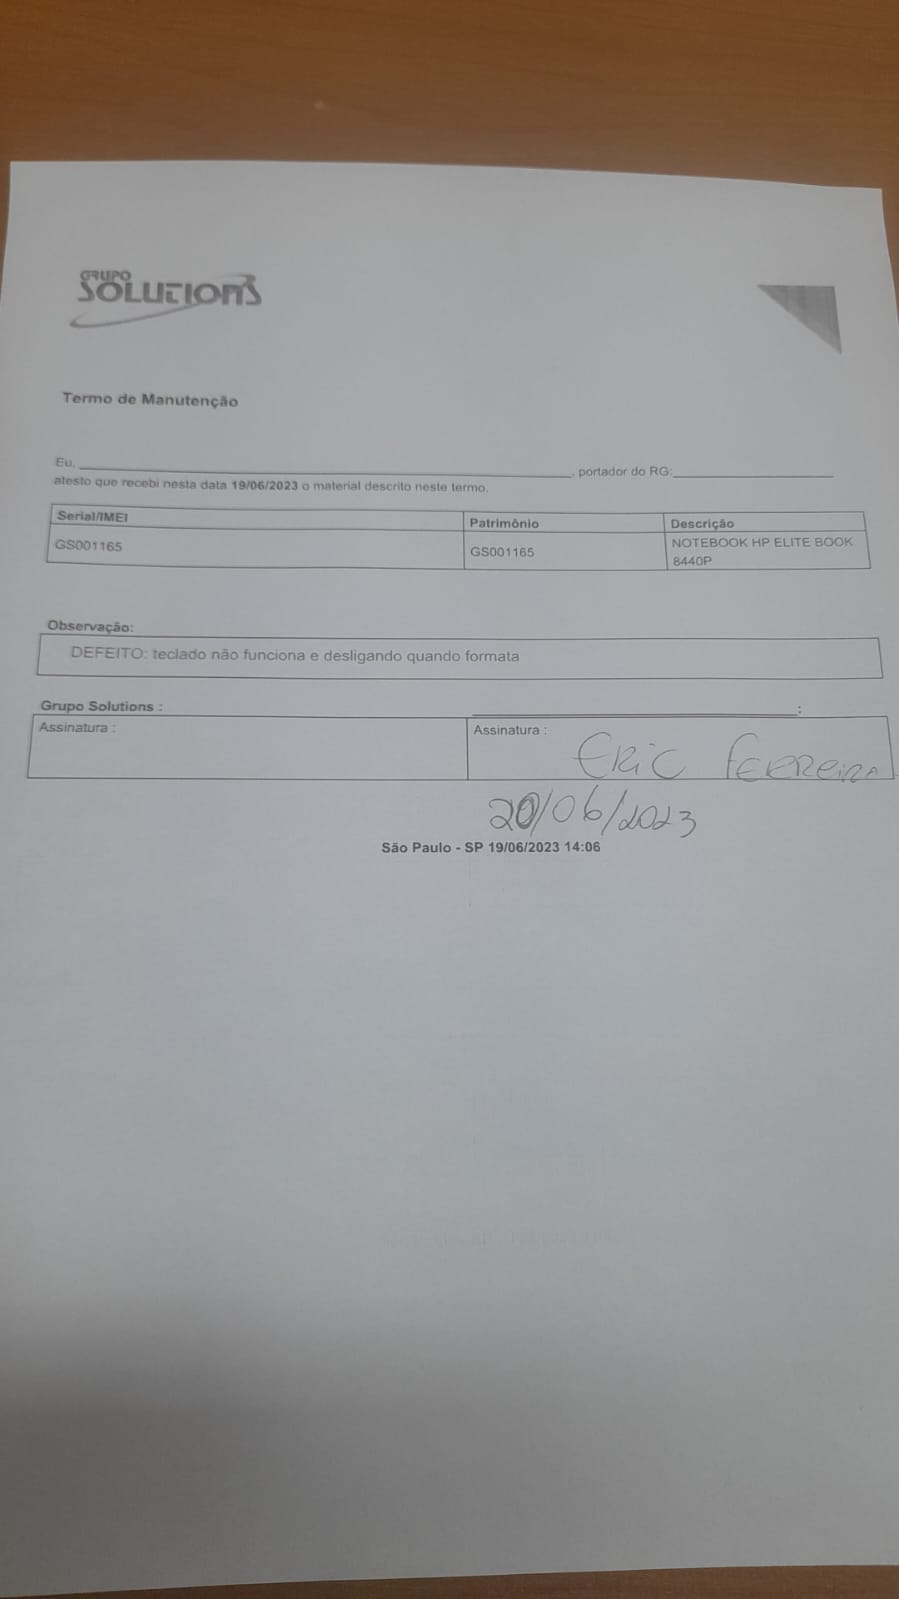 GRUPO
SOLUTIONS
Termo de Manutenção
Eu, ______, portador do RG:______
atesto que recebi nesta data 19/06/2023 o material descrito neste termo.
Serial/IMEI Patrimônio Descrição
GS001165 GS001165 NOTEBOOK HP ELITE BOOK
8440P
Observação:
DEFEITO: teclado não funciona e desligando quando formata
Grupo Solutions : ______:
Assinatura : Assinatura : Eric Ferreira
20/06/2023
São Paulo - SP 19/06/2023 14:06